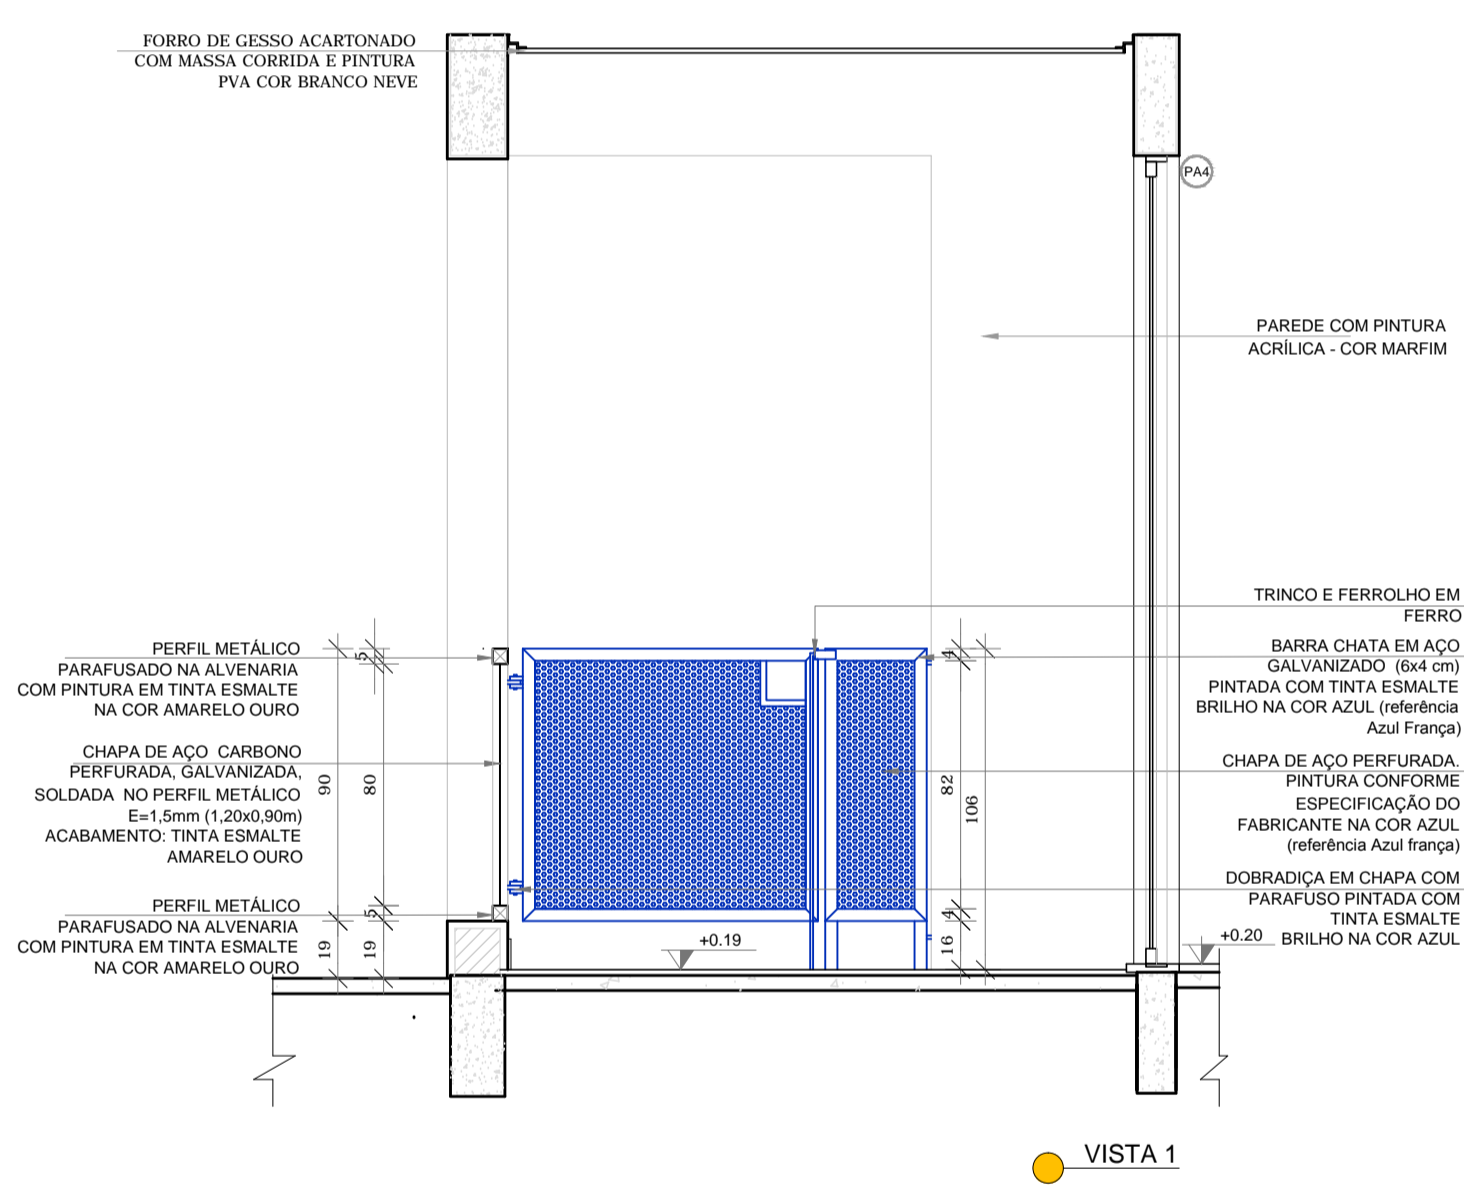 FORRO DE GESSO ACARTONADO
COM MASSA CORRIDA E PINTURA
PVA COR BRANCO NEVE
PA4
PAREDE COM PINTURA
ACRÍLICA - COR MARFIM
TRINCO E FERROLHO EM
FERRO
BARRA CHATA EM AÇO
GALVANIZADO (6x4 cm)
PINTADA COM TINTA ESMALTE
BRILHO NA COR AZUL (referência
Azul França)
CHAPA DE AÇO PERFURADA.
PINTURA CONFORME
ESPECIFICAÇÃO DO
FABRICANTE NA COR AZUL
(referência Azul frança)
DOBRADIÇA EM CHAPA COM
PARAFUSO PINTADA COM
TINTA ESMALTE
BRILHO NA COR AZUL
PERFIL METÁLICO
PARAFUSADO NA ALVENARIA
COM PINTURA EM TINTA ESMALTE
NA COR AMARELO OURO
CHAPA DE AÇO CARBONO
PERFURADA, GALVANIZADA,
SOLDADA NO PERFIL METÁLICO
E=1,5mm (1,20x0,90m)
ACABAMENTO: TINTA ESMALTE
AMARELO OURO
PERFIL METÁLICO
PARAFUSADO NA ALVENARIA
COM PINTURA EM TINTA ESMALTE
NA COR AMARELO OURO
90
19
5
80
5
19
4
82
4
16
106
+0.19
+0.20
VISTA 1